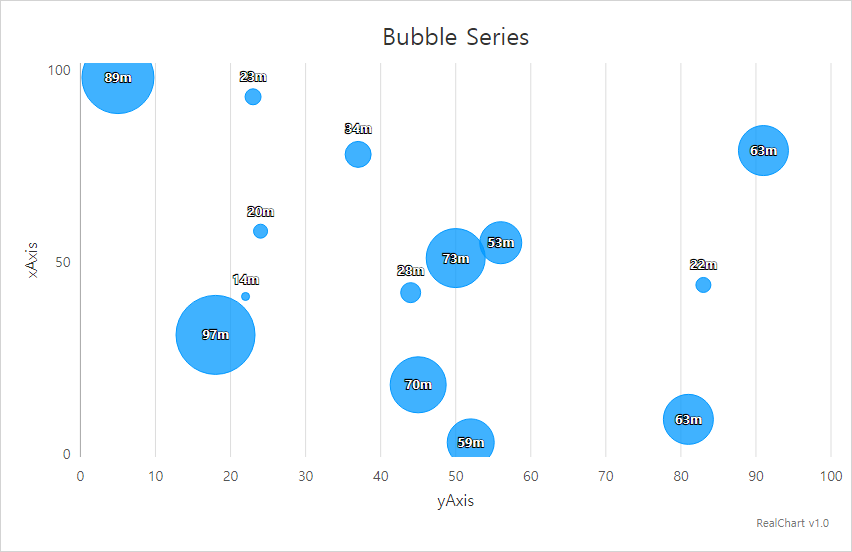 Bubble Series
100
50
0
xAxis
89m
23m
34m
63m
20m
53m
73m
22m
28m
14m
97m
70m
63m
59m
0 10 20 30 40 50 60 70 80 90 100
yAxis
RealChart v1.0